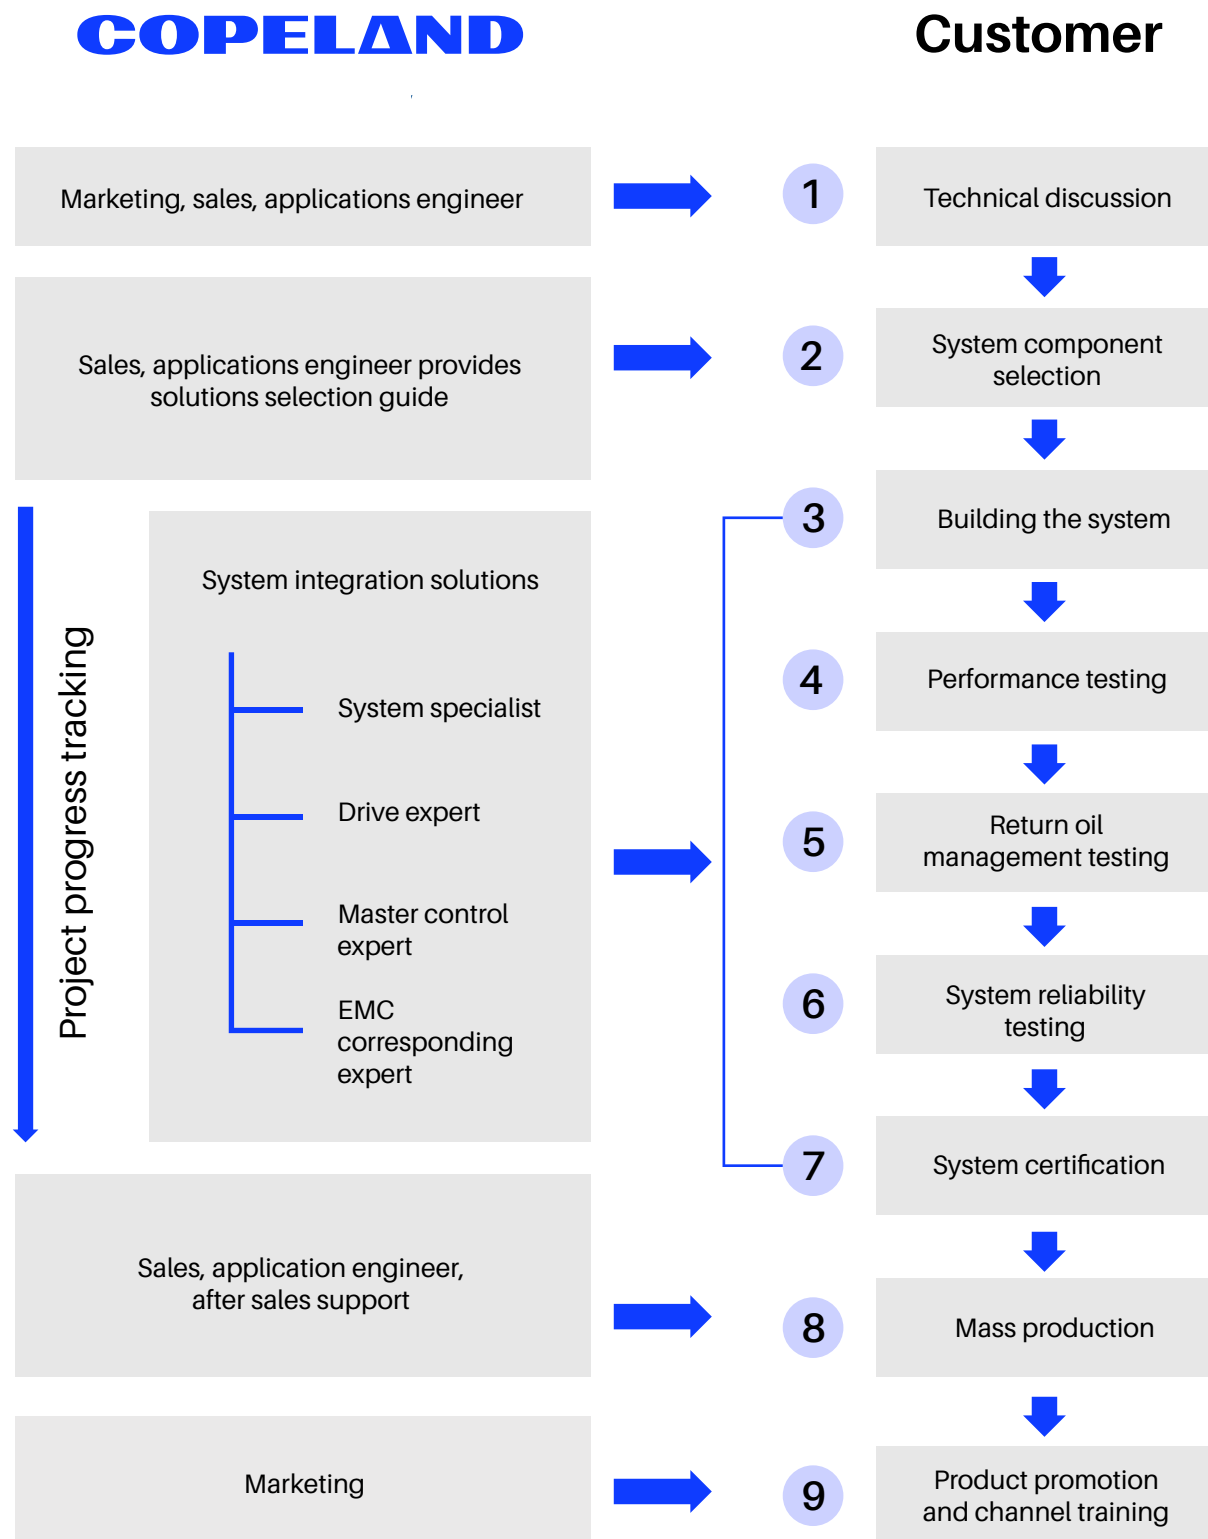 COPELAND
Customer
Marketing, sales, applications engineer
1
Technical discussion
Sales, applications engineer provides
solutions selection guide
2
System component
selection
Project progress tracking
System integration solutions
System specialist
Drive expert
Master control
expert
EMC
corresponding
expert
3
Building the system
4
Performance testing
5
Return oil
management testing
6
System reliability
testing
7
System certification
Sales, application engineer,
after sales support
8
Mass production
Marketing
9
Product promotion
and channel training